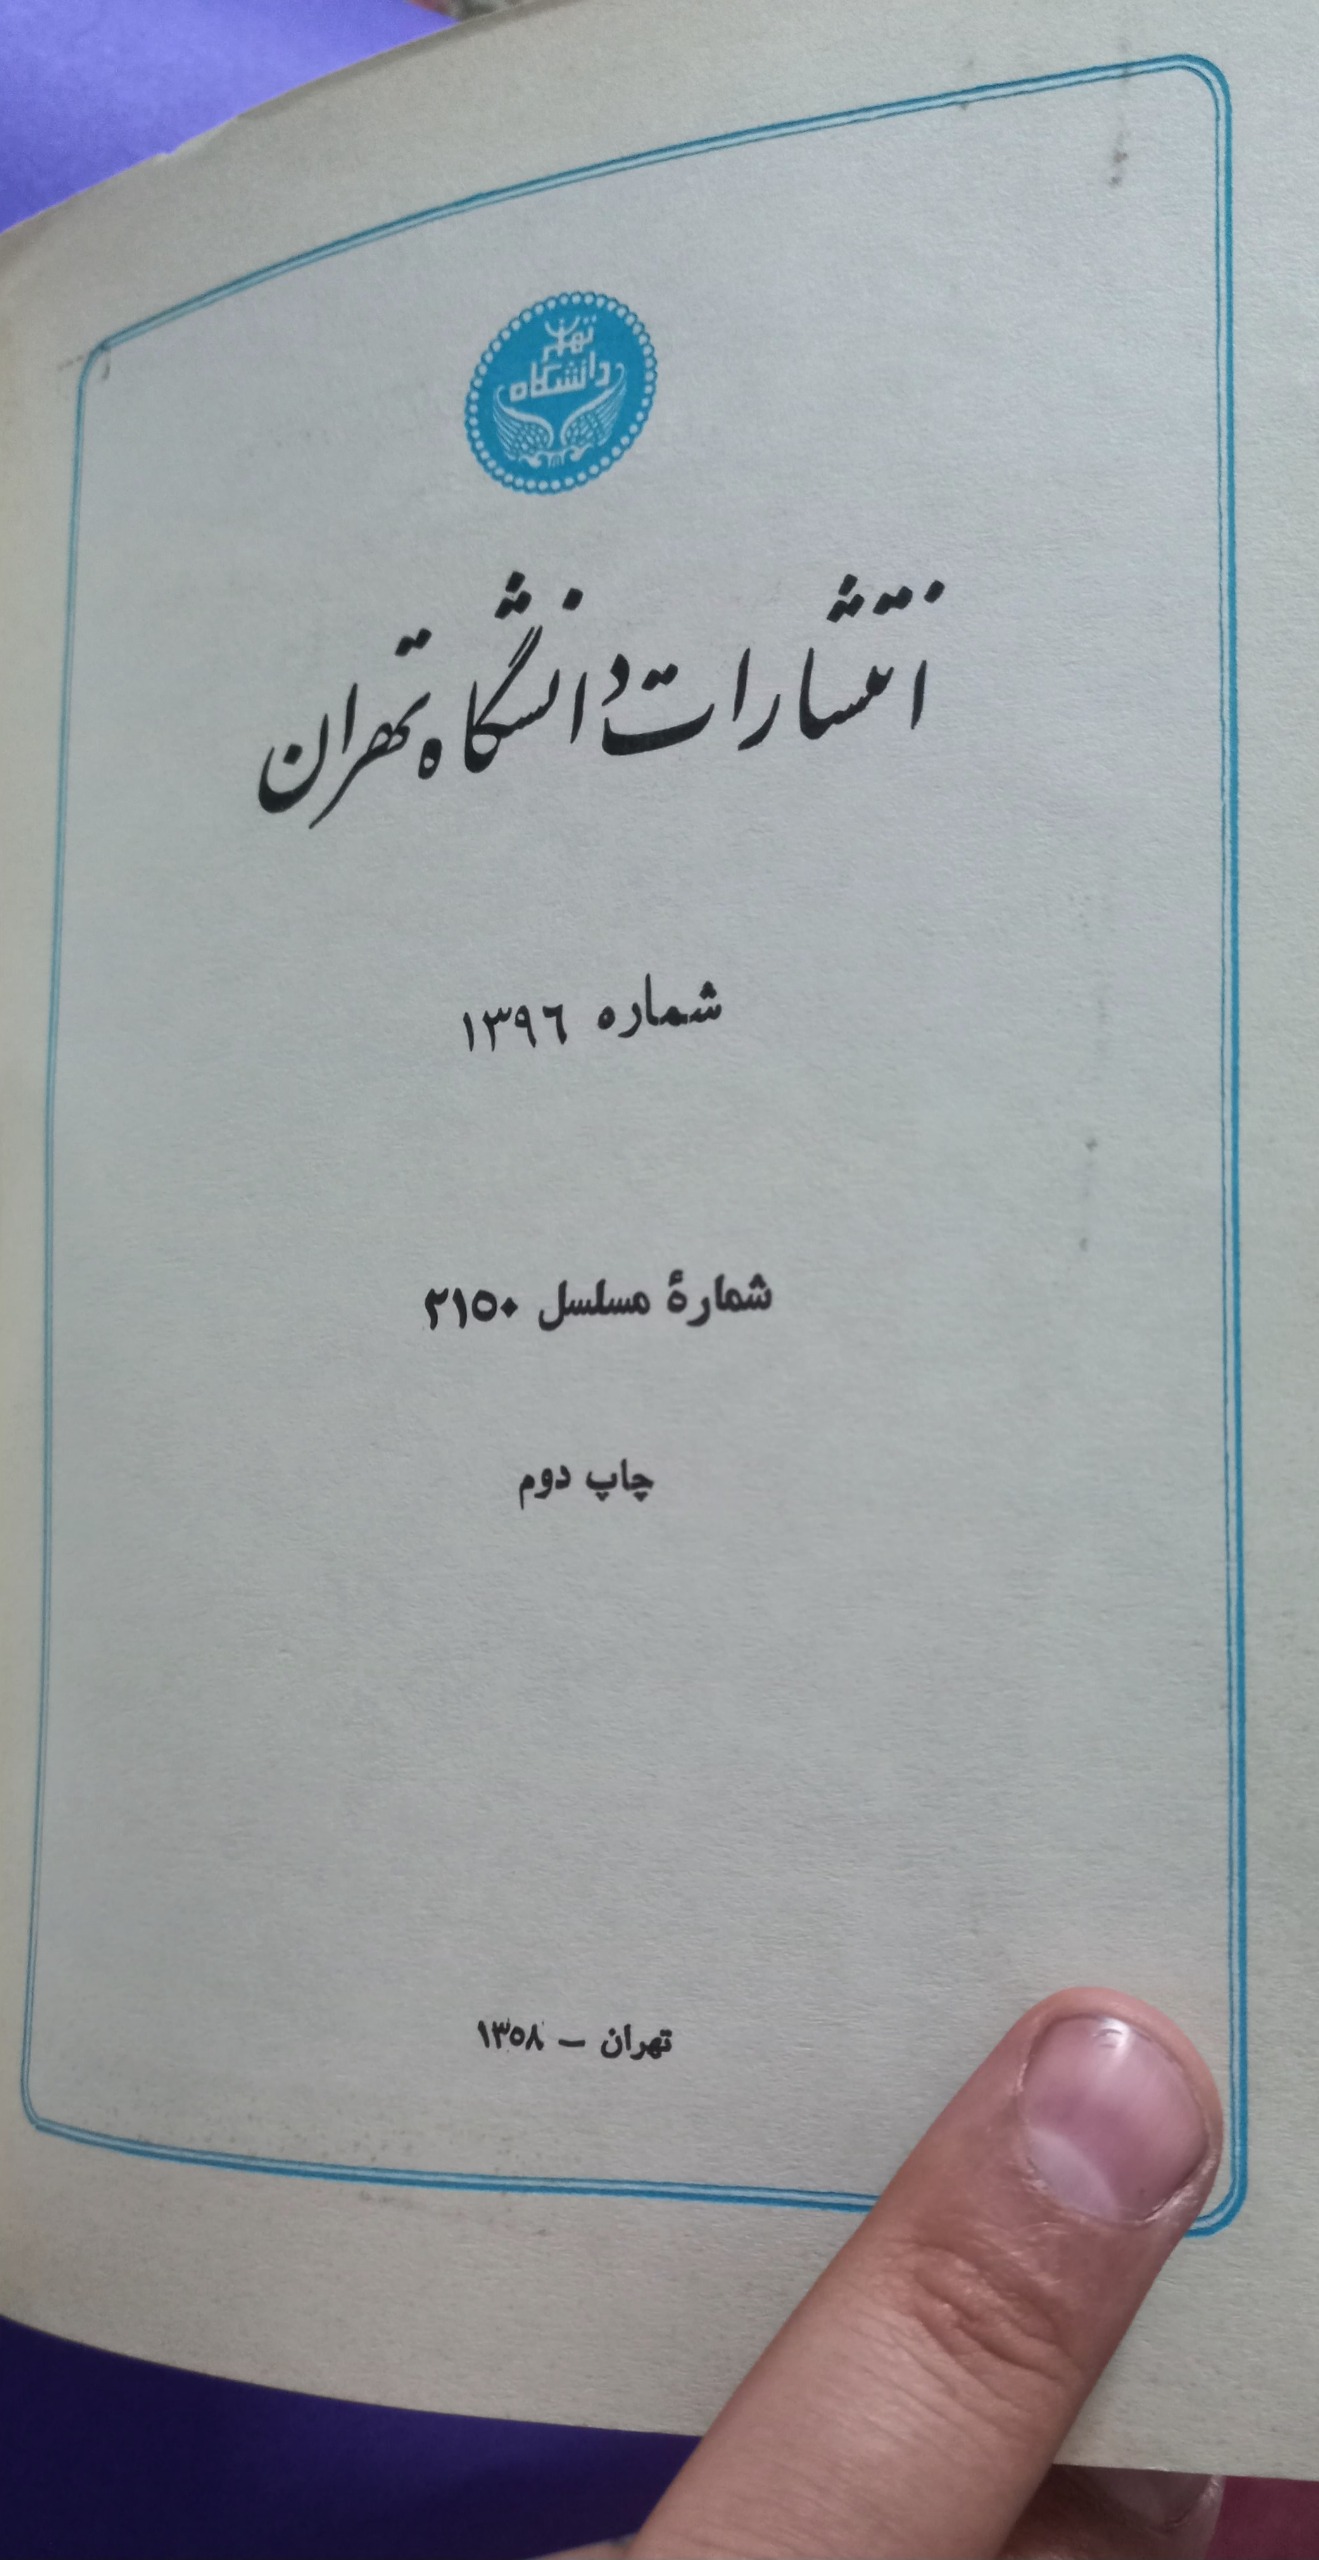 تهران
دانشگاه
انتشارات دانشگاه تهران
شماره ۱۳۹۶
شمارهٔ مسلسل ۲۱۵۰
چاپ دوم
تهران – ۱۳۵۸